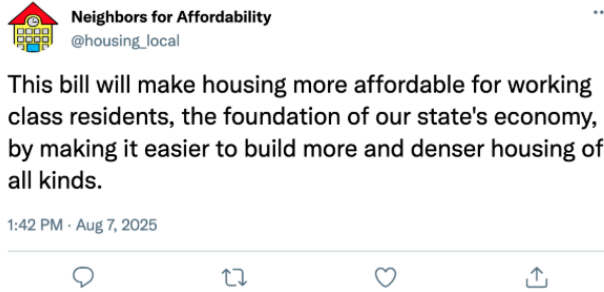 Neighbors for Affordability
@housing_local
This bill will make housing more affordable for working
class residents, the foundation of our state's economy,
by making it easier to build more and denser housing of
all kinds.
1:42 PM · Aug 7, 2025